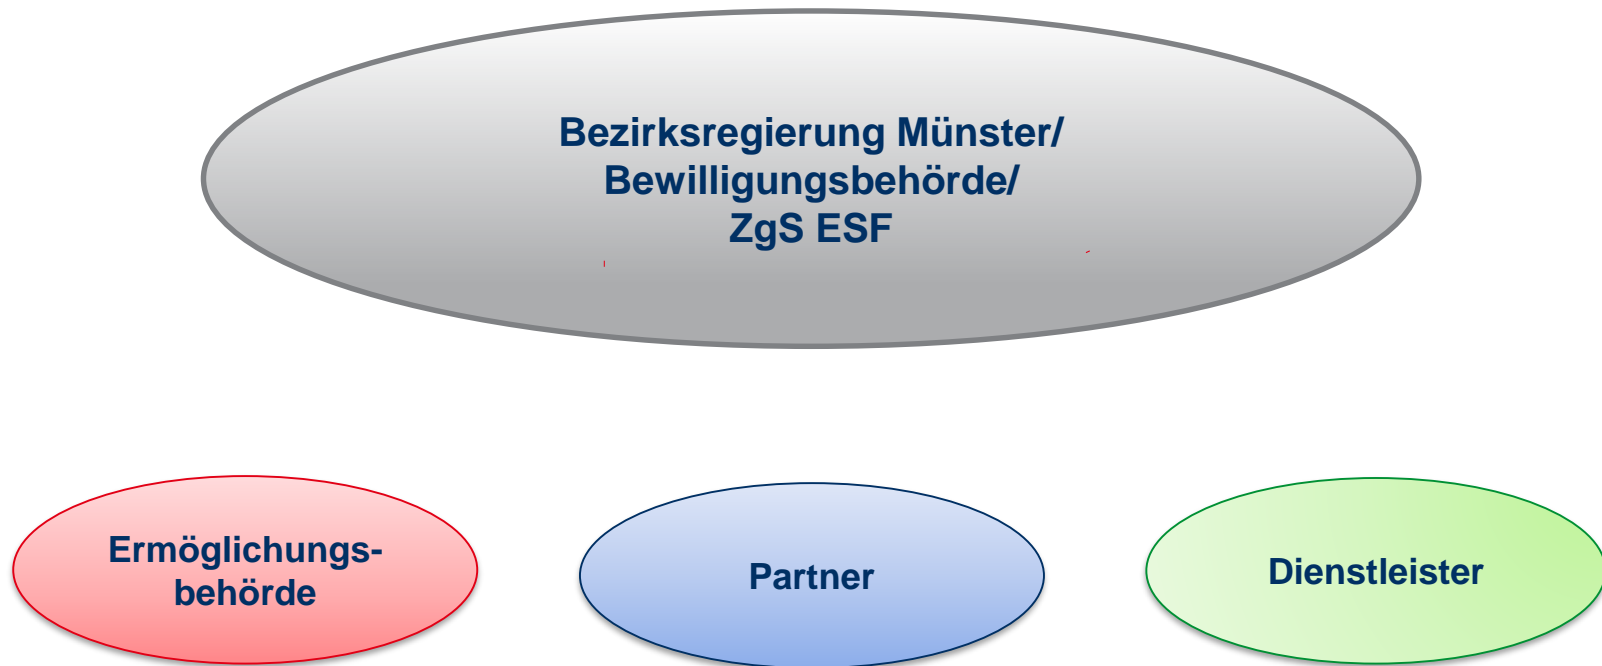 Bezirksregierung Münster/
Bewilligungsbehörde/
ZgS ESF
Ermöglichungs-
behörde
Partner
Dienstleister